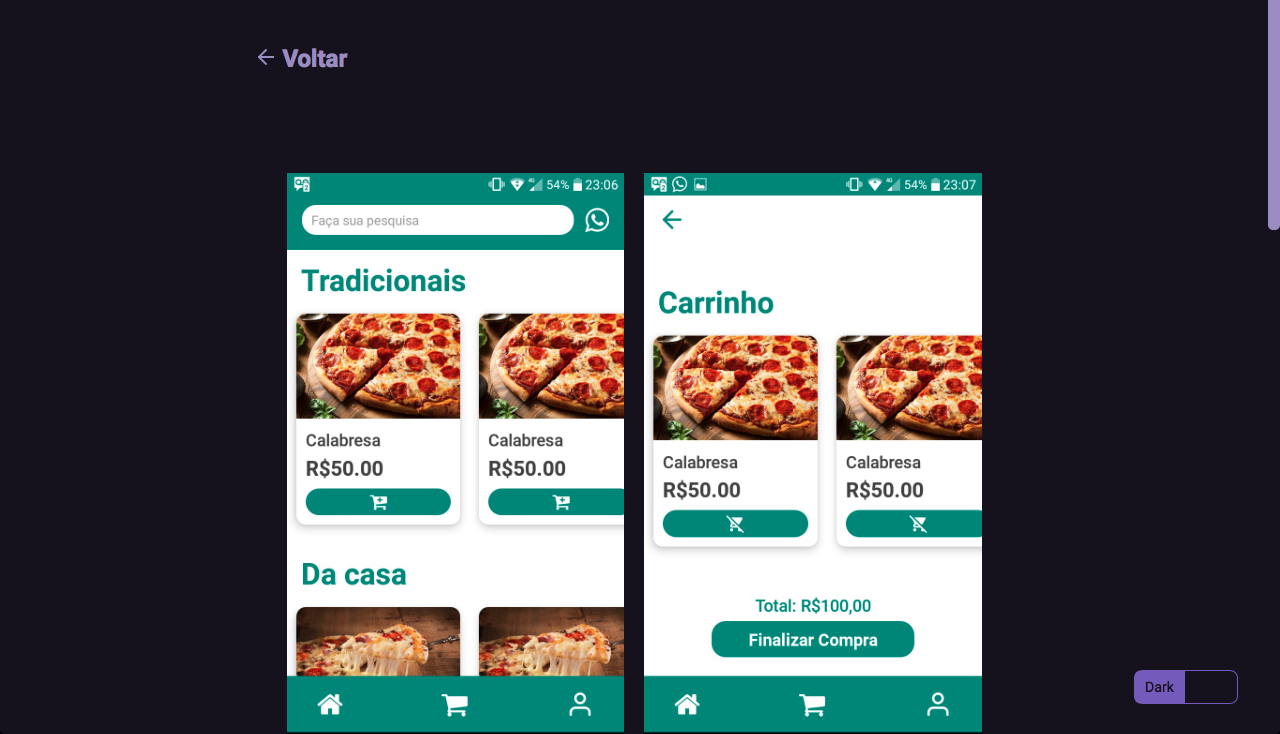 Voltar
54% 23:06
Faça sua pesquisa
Tradicionais
Calabresa
R$50.00
Calabresa
R$50.00
Da casa
54% 23:07
Carrinho
Calabresa
R$50.00
Calabresa
R$50.00
Total: R$100,00
Finalizar Compra
Dark